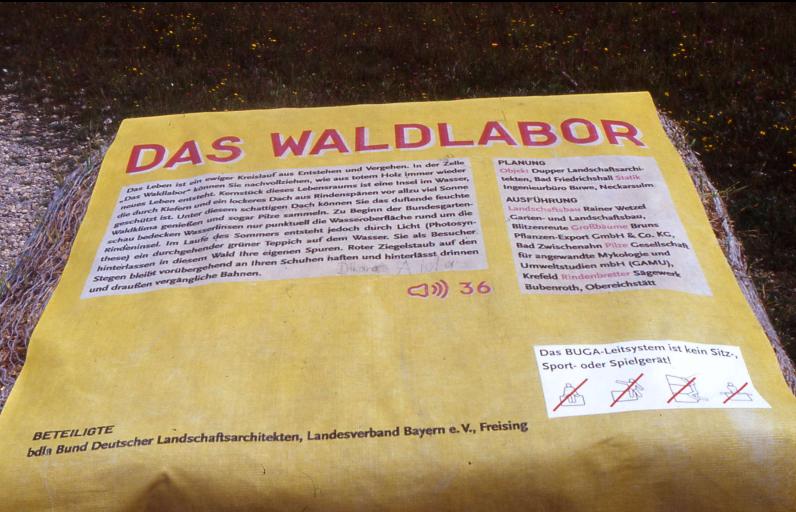 DAS WALDLABOR
Das Leben ist ein ewiger Kreislauf aus Entstehen und Vergehen. In der Zelle
„Das Waldlabor“ können Sie nachvollziehen, wie aus totem Holz immer wieder
neues Leben entsteht. Kernstück dieses Lebensraums ist eine Insel im Wasser,
die durch Kiefern und ein lockeres Dach aus Rindenspänen vor allzu viel Sonne
geschützt ist. Unter diesem schattigen Dach können Sie das duftende feuchte
Waldklima genießen und sogar Pilze sammeln. Zu Beginn der Bundesgarten-
schau bedecken Wasserlinsen nur punktuell die Wasseroberfläche rund um die
Rindeninsel. Im Laufe des Sommers entsteht jedoch durch Licht (Photosyn-
these) ein durchgehender grüner Teppich auf dem Wasser. Sie als Besucher
hinterlassen in diesem Wald Ihre eigenen Spuren. Roter Ziegelstaub auf den
Stegen bleibt vorübergehend an Ihren Schuhen haften und hinterlässt drinnen
und draußen vergängliche Bahnen.
36
PLANUNG
Objekt Dupper Landschaftsarchi-
tekten, Bad Friedrichshall Statik
Ingenieurbüro Buwe, Neckarsulm
AUSFÜHRUNG
Landschaftsbau Rainer Wetzel
Garten- und Landschaftsbau,
Blitzenreute Großbäume Bruns
Pflanzen-Export GmbH & Co. KG,
Bad Zwischenahn Pilze Gesellschaft
für angewandte Mykologie und
Umweltstudien mbH (GAMU),
Krefeld Rindenbretter Sägewerk
Bubenroth, Obereichstätt
Das BUGA-Leitsystem ist kein Sitz-,
Sport- oder Spielgerät!
BETEILIGTE
bdla Bund Deutscher Landschaftsarchitekten, Landesverband Bayern e. V., Freising